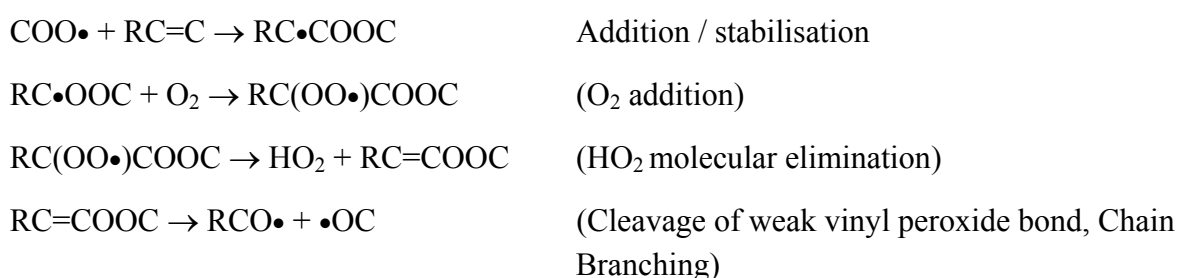 COO• + RC=C → RC•COOC Addition / stabilisation
RC•OOC + O₂ → RC(OO•)COOC (O₂ addition)
RC(OO•)COOC → HO₂ + RC=COOC (HO₂ molecular elimination)
RC=COOC → RCO• + •OC (Cleavage of weak vinyl peroxide bond, Chain
Branching)